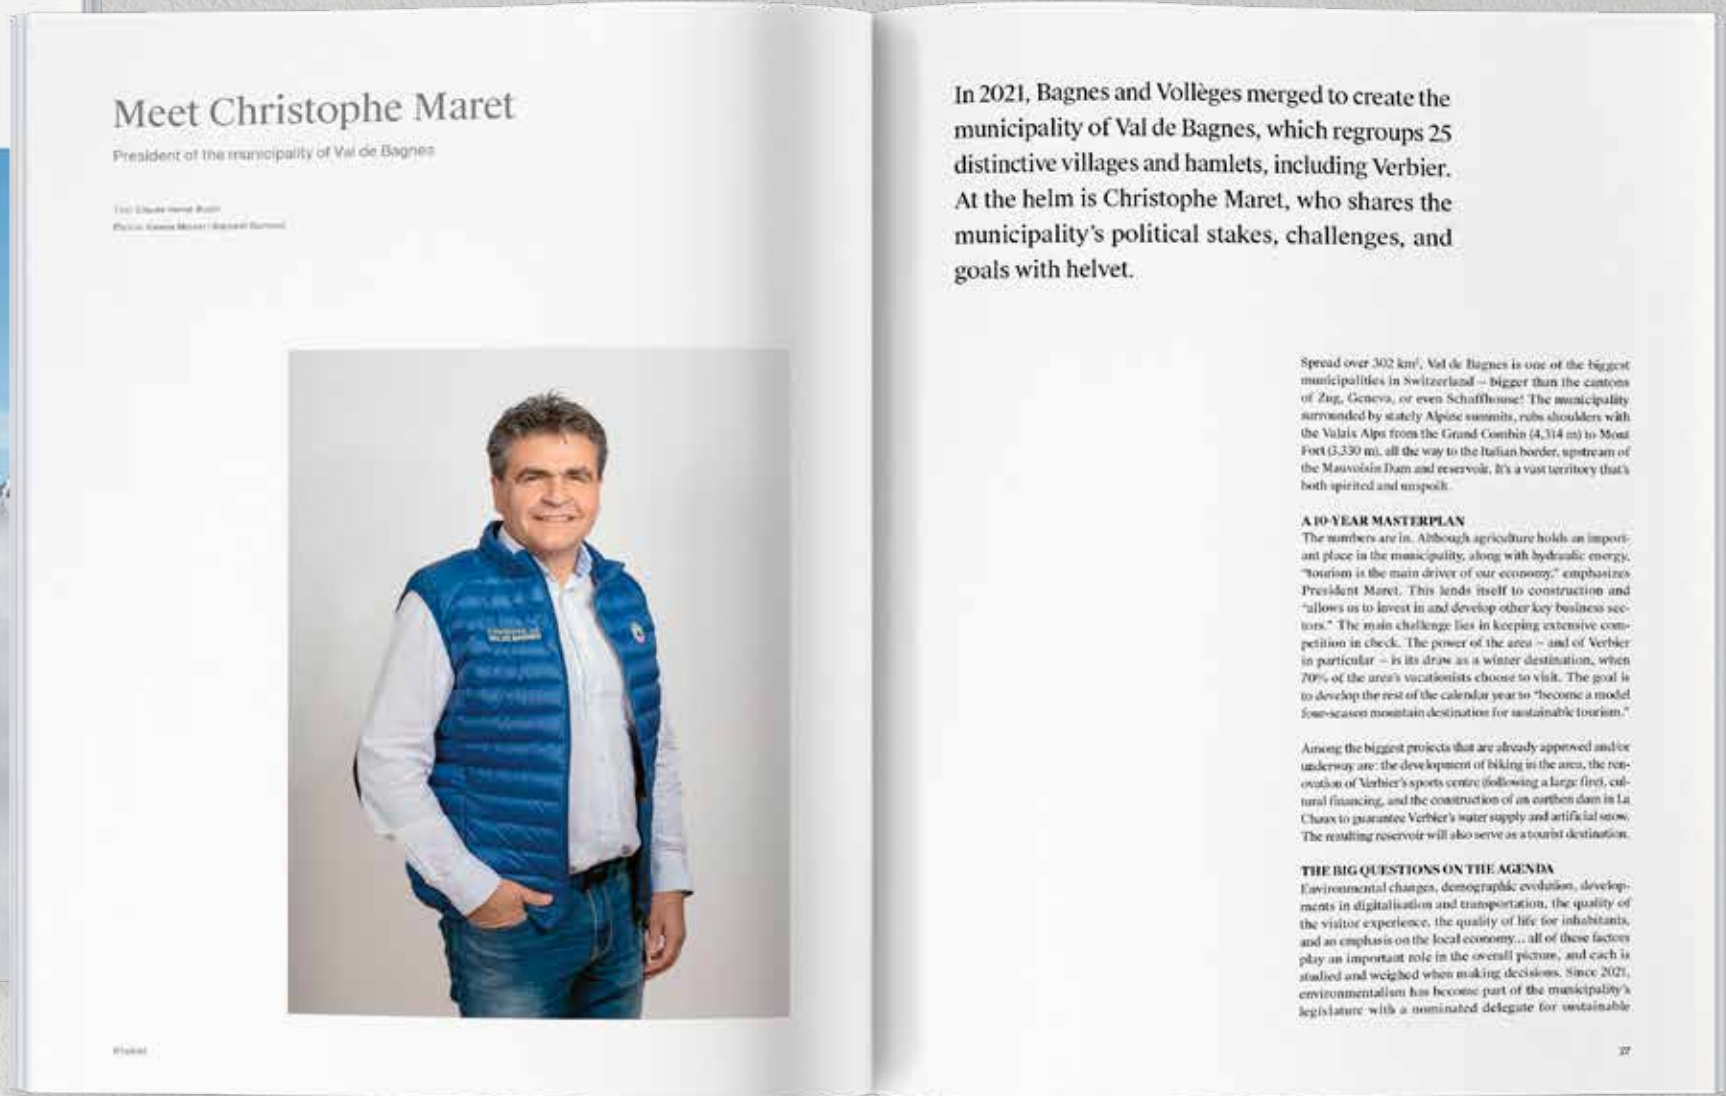 Meet Christophe Maret
President of the municipality of Val de Bagnes
Text Claude Hervé-Bazin
Photos
In 2021, Bagnes and Vollèges merged to create the
municipality of Val de Bagnes, which regroups 25
distinctive villages and hamlets, including Verbier.
At the helm is Christophe Maret, who shares the
municipality’s political stakes, challenges, and
goals with helvet.
Spread over 302 km², Val de Bagnes is one of the biggest
municipalities in Switzerland – bigger than the cantons
of Zug, Geneva, or even Schaffhouse! The municipality
surrounded by stately Alpine summits, rubs shoulders with
the Valais Alps from the Grand Combin (4,314 m) to Mont
Fort (3,330 m), all the way to the Italian border, upstream of
the Mauvoisin Dam and reservoir. It’s a vast territory that’s
both spirited and unspoilt.
A 10-YEAR MASTERPLAN
The numbers are in. Although agriculture holds an import-
ant place in the municipality, along with hydraulic energy,
“tourism is the main driver of our economy,” emphasizes
President Maret. This lends itself to construction and
“allows us to invest in and develop other key business sec-
tors.” The main challenge lies in keeping extensive com-
petition in check. The power of the area – and of Verbier
in particular – is its draw as a winter destination, when
70% of the area’s vacationists choose to visit. The goal is
to develop the rest of the calendar year to “become a model
four-season mountain destination for sustainable tourism.”
Among the biggest projects that are already approved and/or
underway are: the development of biking in the area, the ren-
ovation of Verbier’s sports centre (following a large fire), cul-
tural financing, and the construction of an earthen dam in La
Chaux to guarantee Verbier’s water supply and artificial snow.
The resulting reservoir will also serve as a tourist destination.
THE BIG QUESTIONS ON THE AGENDA
Environmental changes, demographic evolution, develop-
ments in digitalisation and transportation, the quality of
the visitor experience, the quality of life for inhabitants,
and an emphasis on the local economy... all of these factors
play an important role in the overall picture, and each is
studied and weighed when making decisions. Since 2021,
environmentalism has become part of the municipality’s
legislature with a nominated delegate for sustainable
27